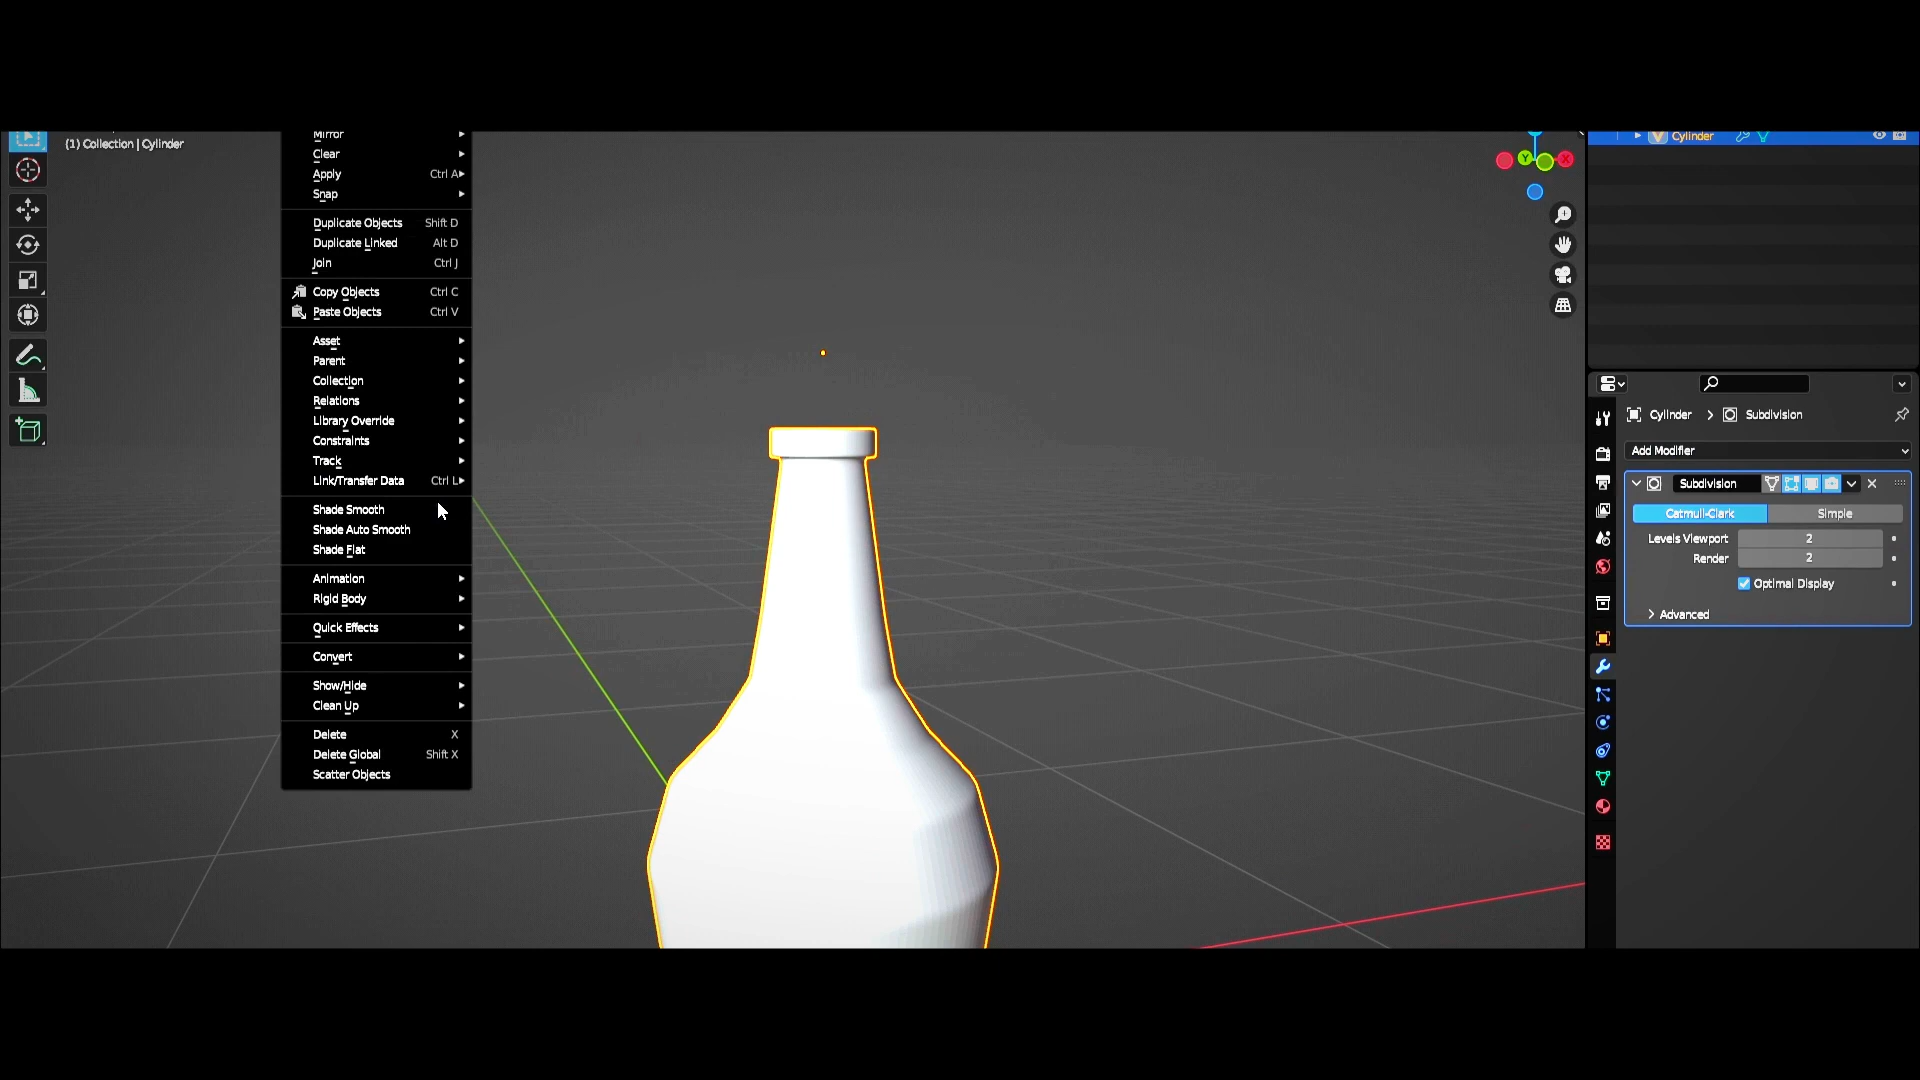 (1) Collection | Cylinder
Mirror
Clear
Apply Ctrl A
Snap
Duplicate Objects Shift D
Duplicate Linked Alt D
Join Ctrl J
Copy Objects Ctrl C
Paste Objects Ctrl V
Asset
Parent
Collection
Relations
Library Override
Constraints
Track
Link/Transfer Data Ctrl L
Shade Smooth
Shade Auto Smooth
Shade Flat
Animation
Rigid Body
Quick Effects
Convert
Show/Hide
Clean Up
Delete X
Delete Global Shift X
Scatter Objects
Y X
Cylinder
Cylinder > Subdivision
Add Modifier
Subdivision
Catmull-Clark Simple
Levels Viewport 2
Render 2
Optimal Display
Advanced